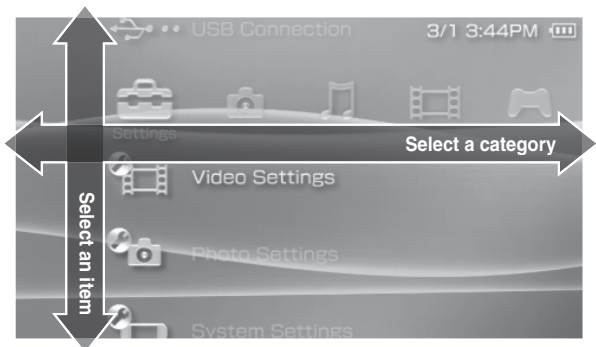 USB Connection
3/1 3:44PM
Settings
Select a category
Video Settings
Select an item
Photo Settings
System Settings